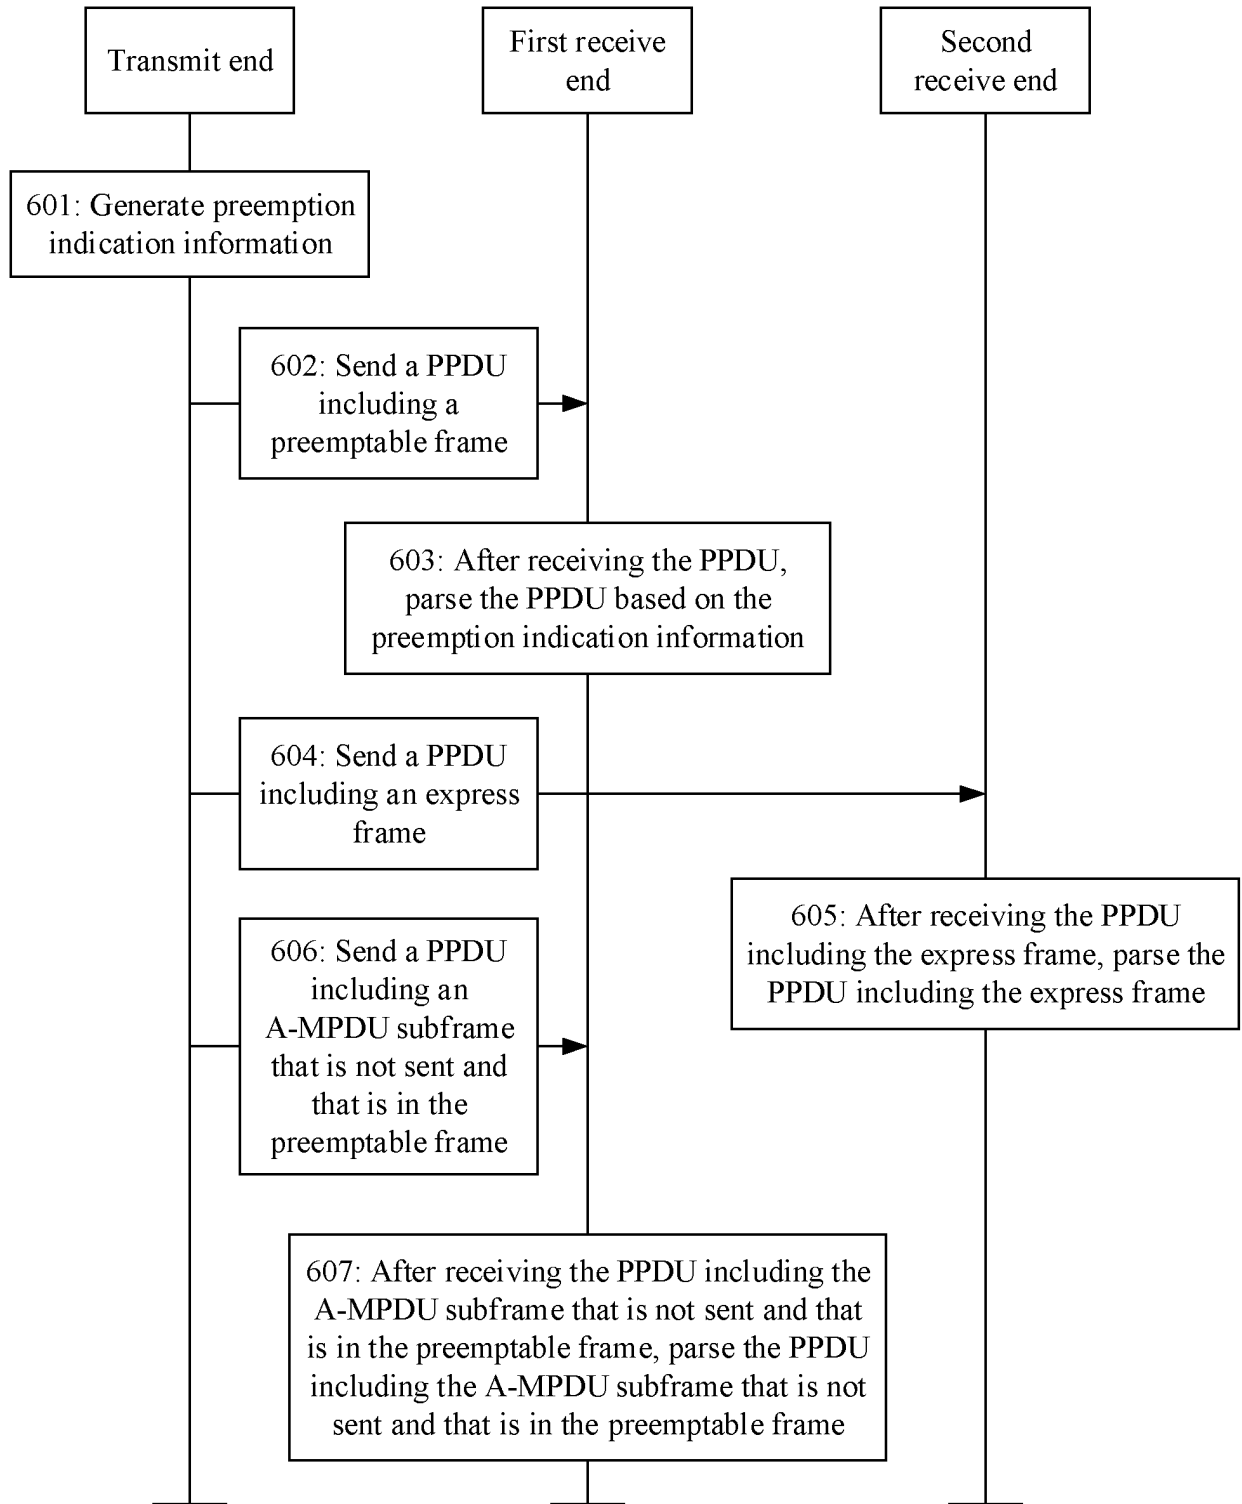 Transmit end
First receive
end
Second
receive end
601: Generate preemption
indication information
602: Send a PPDU
including a
preemptable frame
603: After receiving the PPDU,
parse the PPDU based on the
preemption indication information
604: Send a PPDU
including an express
frame
605: After receiving the PPDU
including the express frame, parse the
PPDU including the express frame
606: Send a PPDU
including an
A-MPDU subframe
that is not sent and
that is in the
preemptable frame
607: After receiving the PPDU including the
A-MPDU subframe that is not sent and that
is in the preemptable frame, parse the PPDU
including the A-MPDU subframe that is not
sent and that is in the preemptable frame